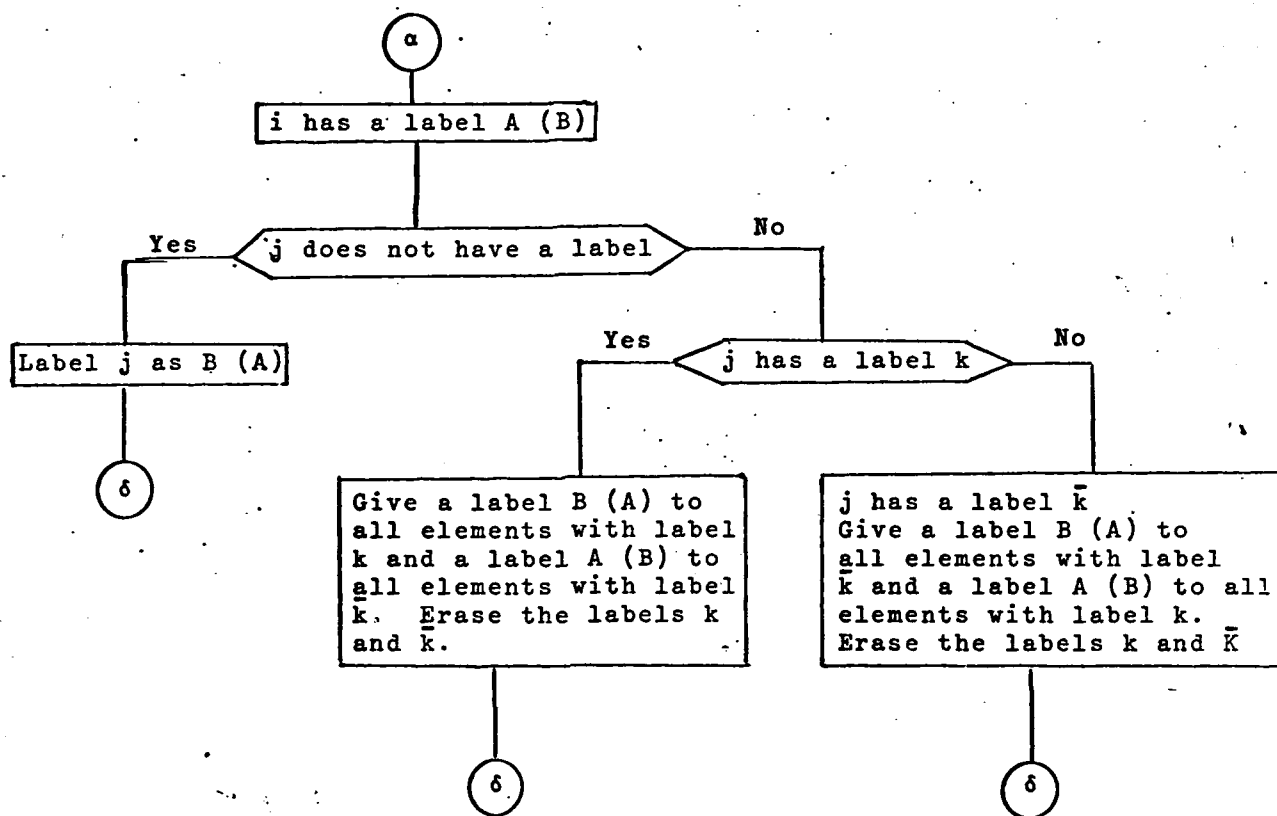 α
i has a label A (B)
j does not have a label
Yes
No
Label j as B (A)
δ
j has a label k
Yes
No
Give a label B (A) to
all elements with label
k and a label A (B) to
all elements with label
k̄. Erase the labels k
and k̄.
δ
j has a label k̄
Give a label B (A) to
all elements with label
k̄ and a label A (B) to all
elements with label k.
Erase the labels k and K̄
δ